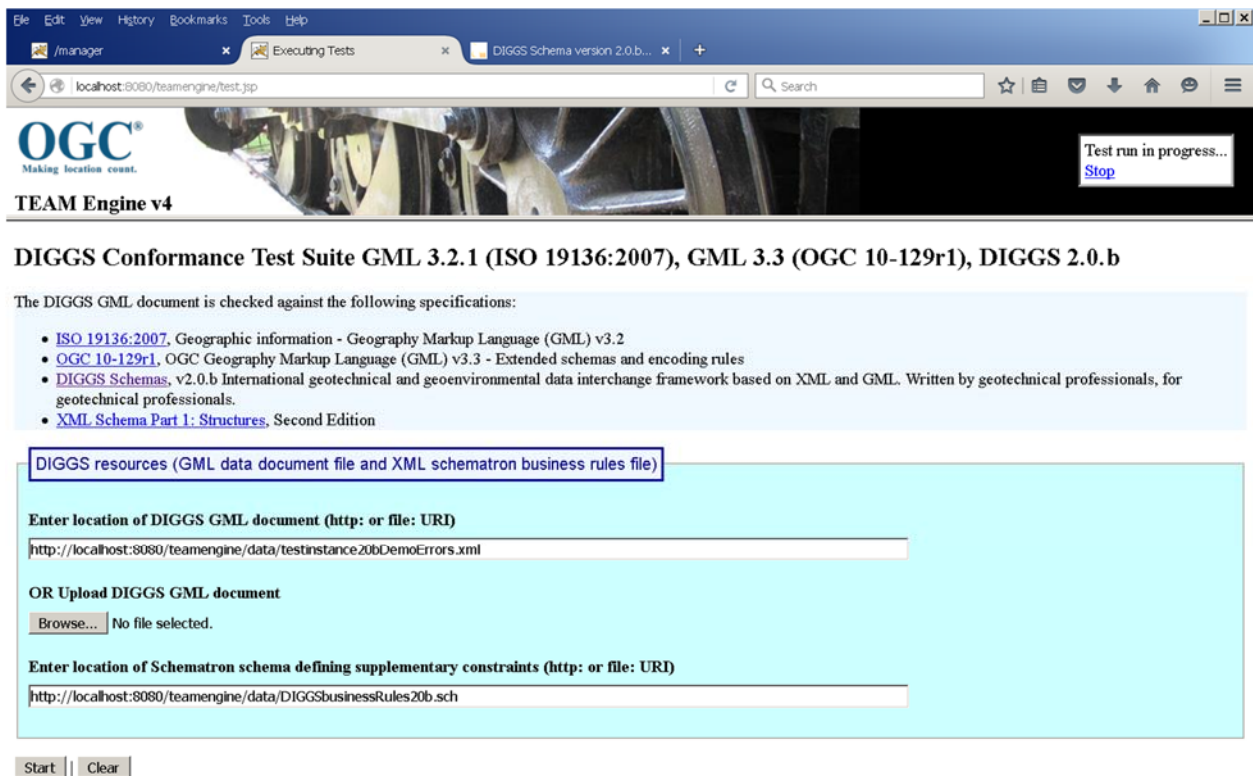 File Edit View History Bookmarks Tools Help
/manager × Executing Tests × DIGGS Schema version 2.0.b... × +
localhost:8080/teamengine/test.jsp Search
OGC®
Making location count.
TEAM Engine v4
Test run in progress...
Stop
DIGGS Conformance Test Suite GML 3.2.1 (ISO 19136:2007), GML 3.3 (OGC 10-129r1), DIGGS 2.0.b
The DIGGS GML document is checked against the following specifications:
• ISO 19136:2007, Geographic information - Geography Markup Language (GML) v3.2
• OGC 10-129r1, OGC Geography Markup Language (GML) v3.3 - Extended schemas and encoding rules
• DIGGS Schemas, v2.0.b International geotechnical and geoenvironmental data interchange framework based on XML and GML. Written by geotechnical professionals, for
geotechnical professionals.
• XML Schema Part 1: Structures, Second Edition
DIGGS resources (GML data document file and XML schematron business rules file)
Enter location of DIGGS GML document (http: or file: URI)
http://localhost:8080/teamengine/data/testinstance20bDemoErrors.xml
OR Upload DIGGS GML document
Browse... No file selected.
Enter location of Schematron schema defining supplementary constraints (http: or file: URI)
http://localhost:8080/teamengine/data/DIGGSbusinessRules20b.sch
Start | Clear